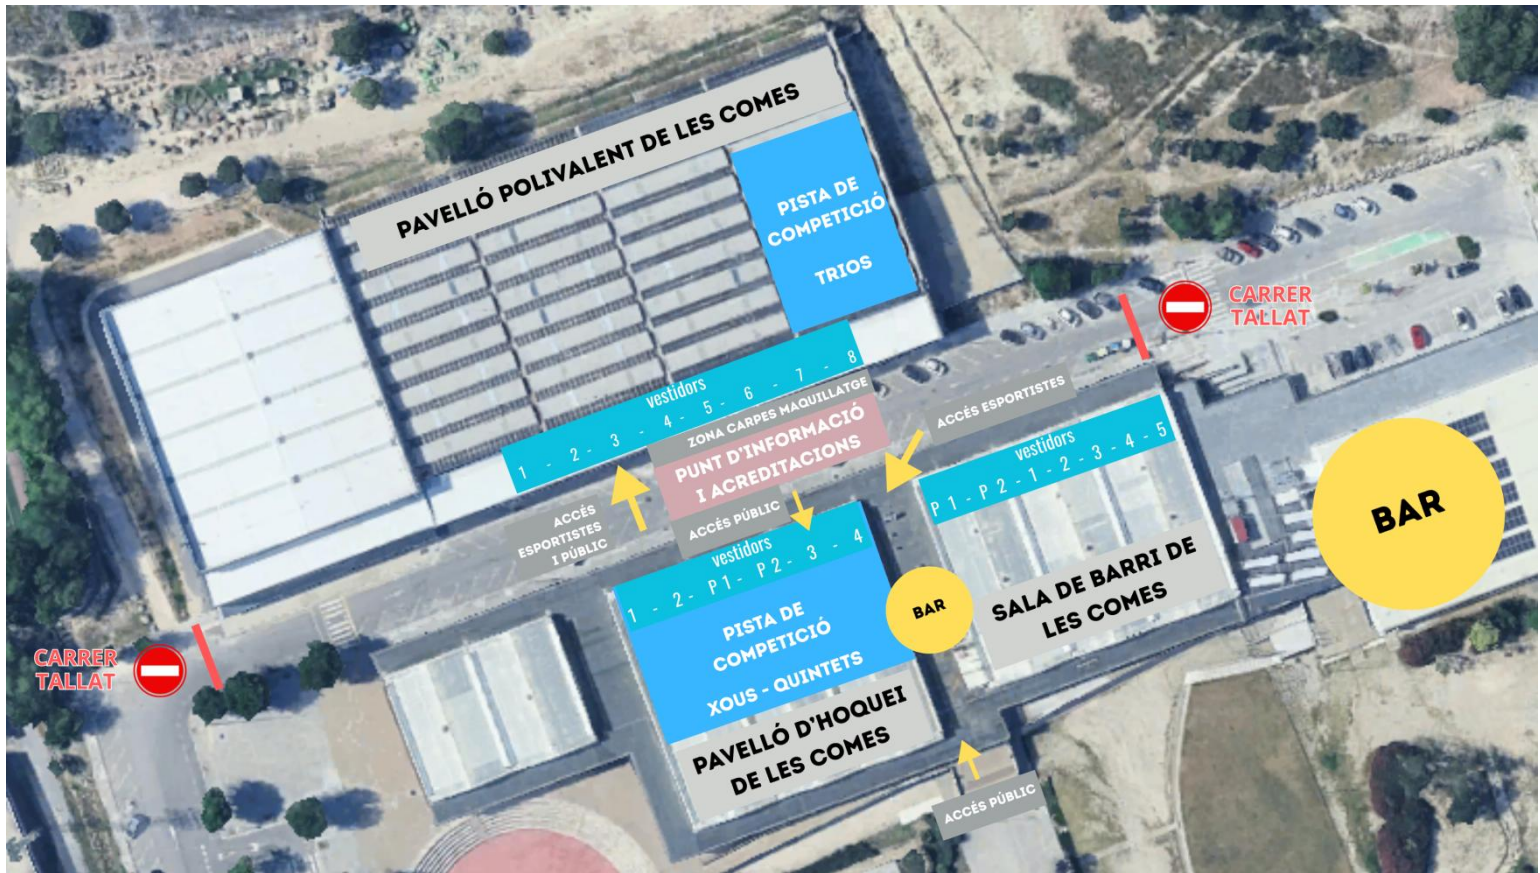 PAVELLÓ POLIVALENT DE LES COMES
PISTA DE
COMPETICIÓ
TRIOS
CARRER
TALLAT
vestidors
1 - 2 - 3 - 4 - 5 - 6 - 7 - 8
ZONA CARPES MAQUILLATGE
PUNT D'INFORMACIÓ
I ACREDITACIONS
ACCÉS PÚBLIC
ACCÉS ESPORTISTES
ACCÉS
ESPORTISTES
I PÚBLIC
vestidors
P1 - P2 - 1 - 2 - 3 - 4 - 5
SALA DE BARRI DE
LES COMES
BAR
vestidors
1 - 2 - P1 - P2 - 3 - 4
PISTA DE
COMPETICIÓ
XOUS - QUINTETS
PAVELLÓ D'HOQUEI
DE LES COMES
BAR
CARRER
TALLAT
ACCÉS PÚBLIC